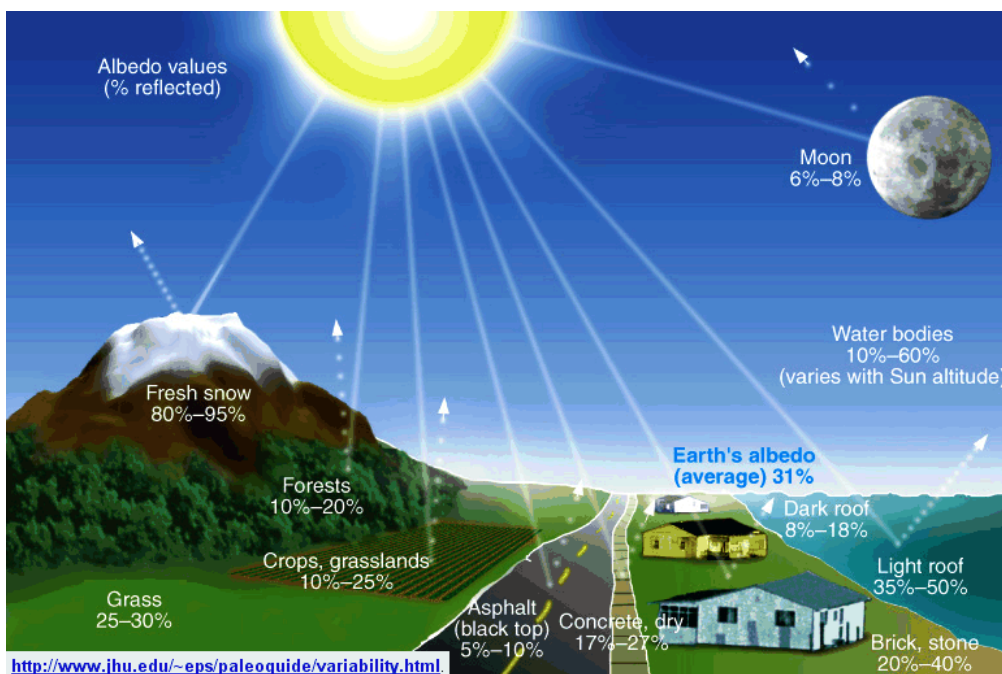 Albedo values
(% reflected)
Moon
6%–8%
Water bodies
10%–60%
(varies with Sun altitude)
Fresh snow
80%–95%
Earth's albedo
(average) 31%
Forests
10%–20%
Dark roof
8%–18%
Crops, grasslands
10%–25%
Light roof
35%–50%
Grass
25–30%
Asphalt
(black top)
5%–10%
Concrete, dry
17%–27%
Brick, stone
20%–40%
http://www.jhu.edu/~eps/paleoquide/variability.html.